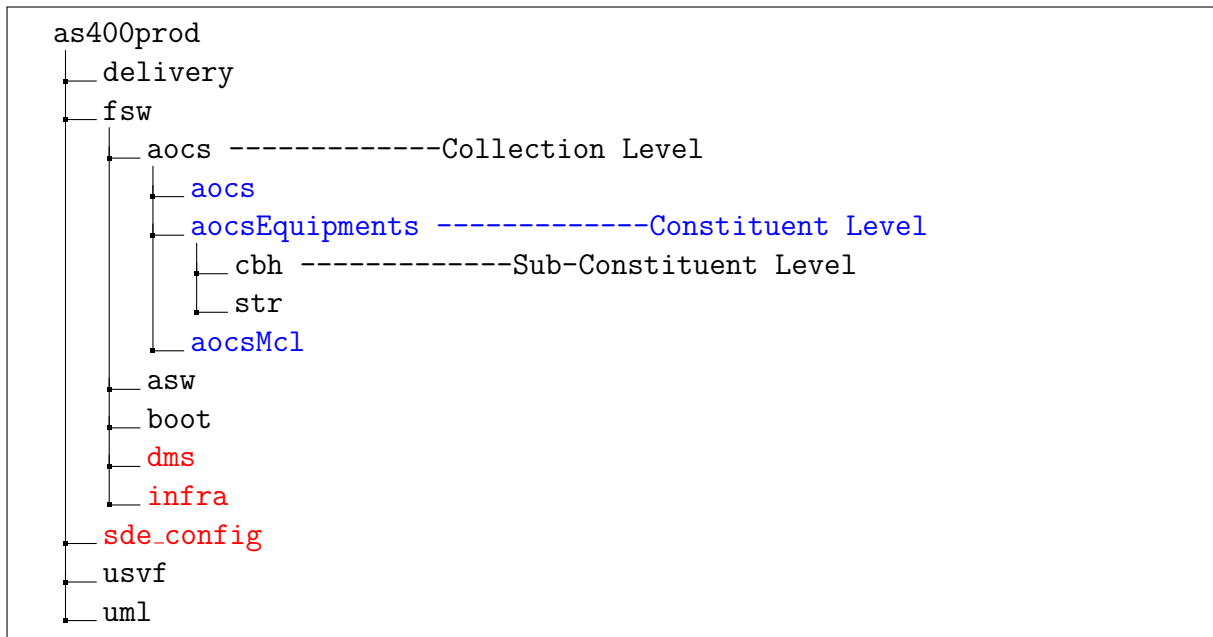 as400prod
delivery
fsw
aocs -------------Collection Level
aocs
aocsEquipments -------------Constituent Level
cbh -------------Sub-Constituent Level
str
aocsMcl
asw
boot
dms
infra
sde_config
usvf
uml